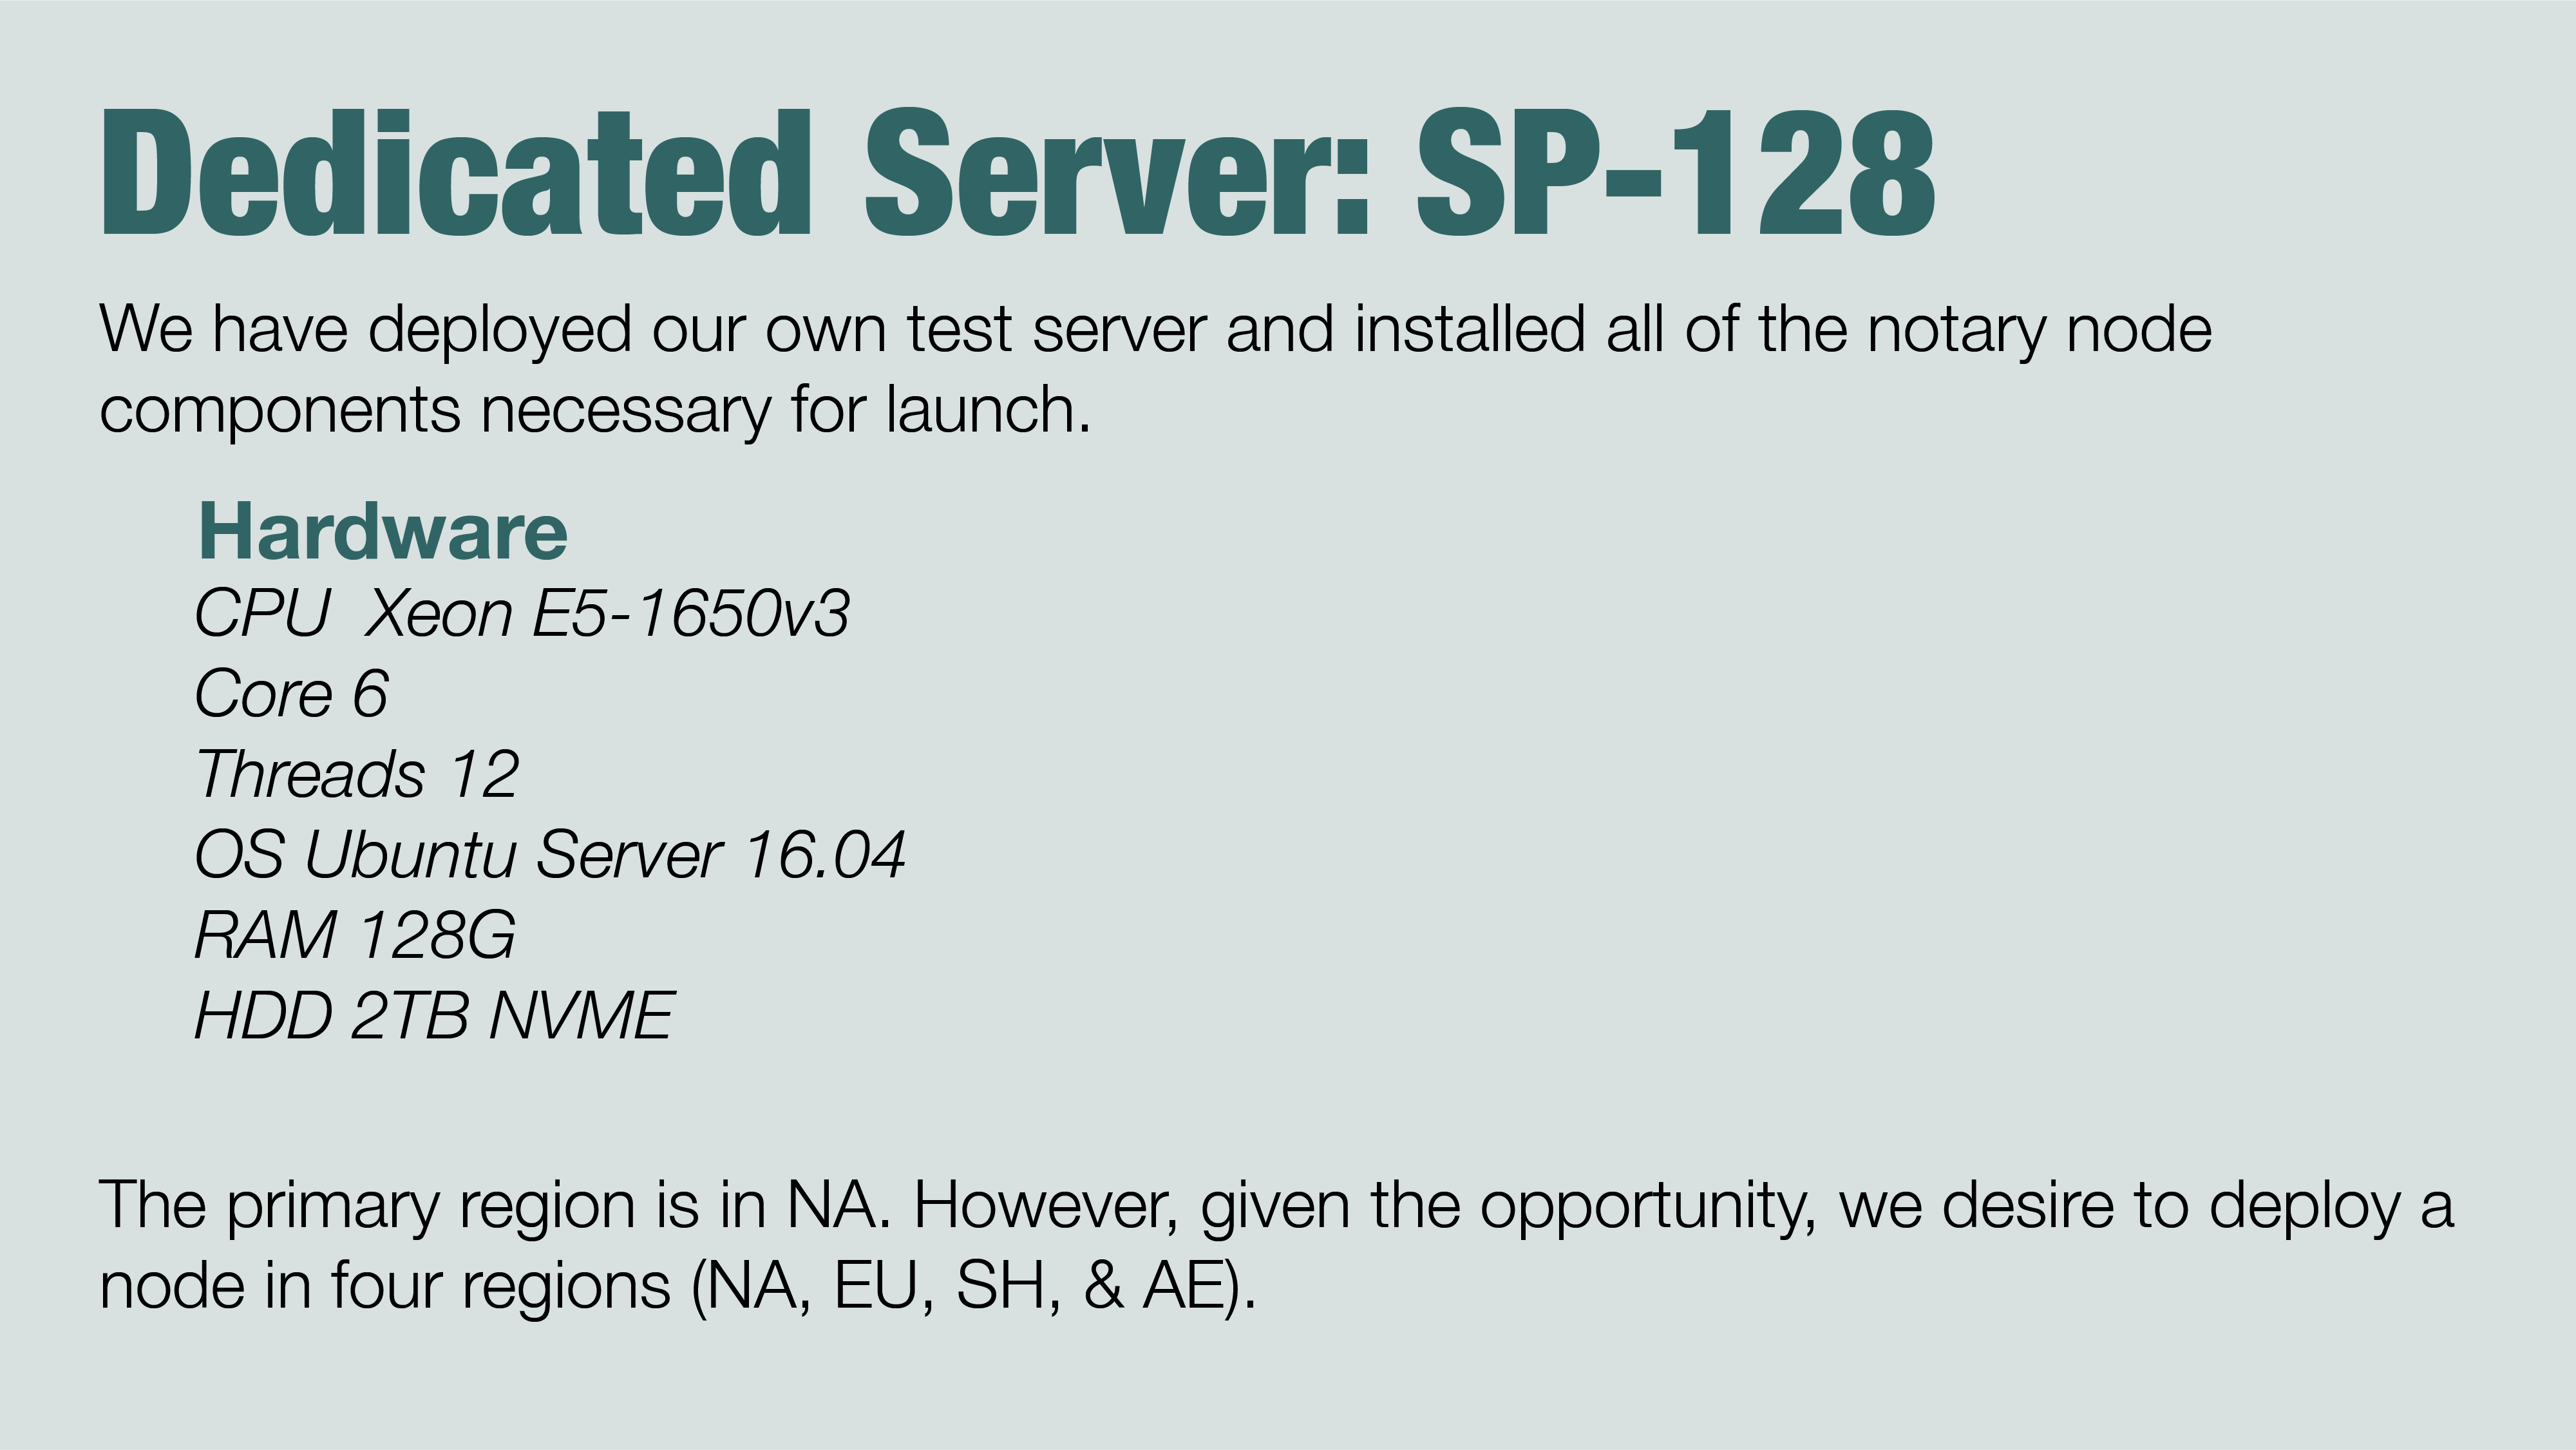 Dedicated Server: SP-128
We have deployed our own test server and installed all of the notary node
components necessary for launch.
Hardware
CPU  Xeon E5-1650v3
Core 6
Threads 12
OS Ubuntu Server 16.04
RAM 128G
HDD 2TB NVME
The primary region is in NA. However, given the opportunity, we desire to deploy a
node in four regions (NA, EU, SH, & AE).